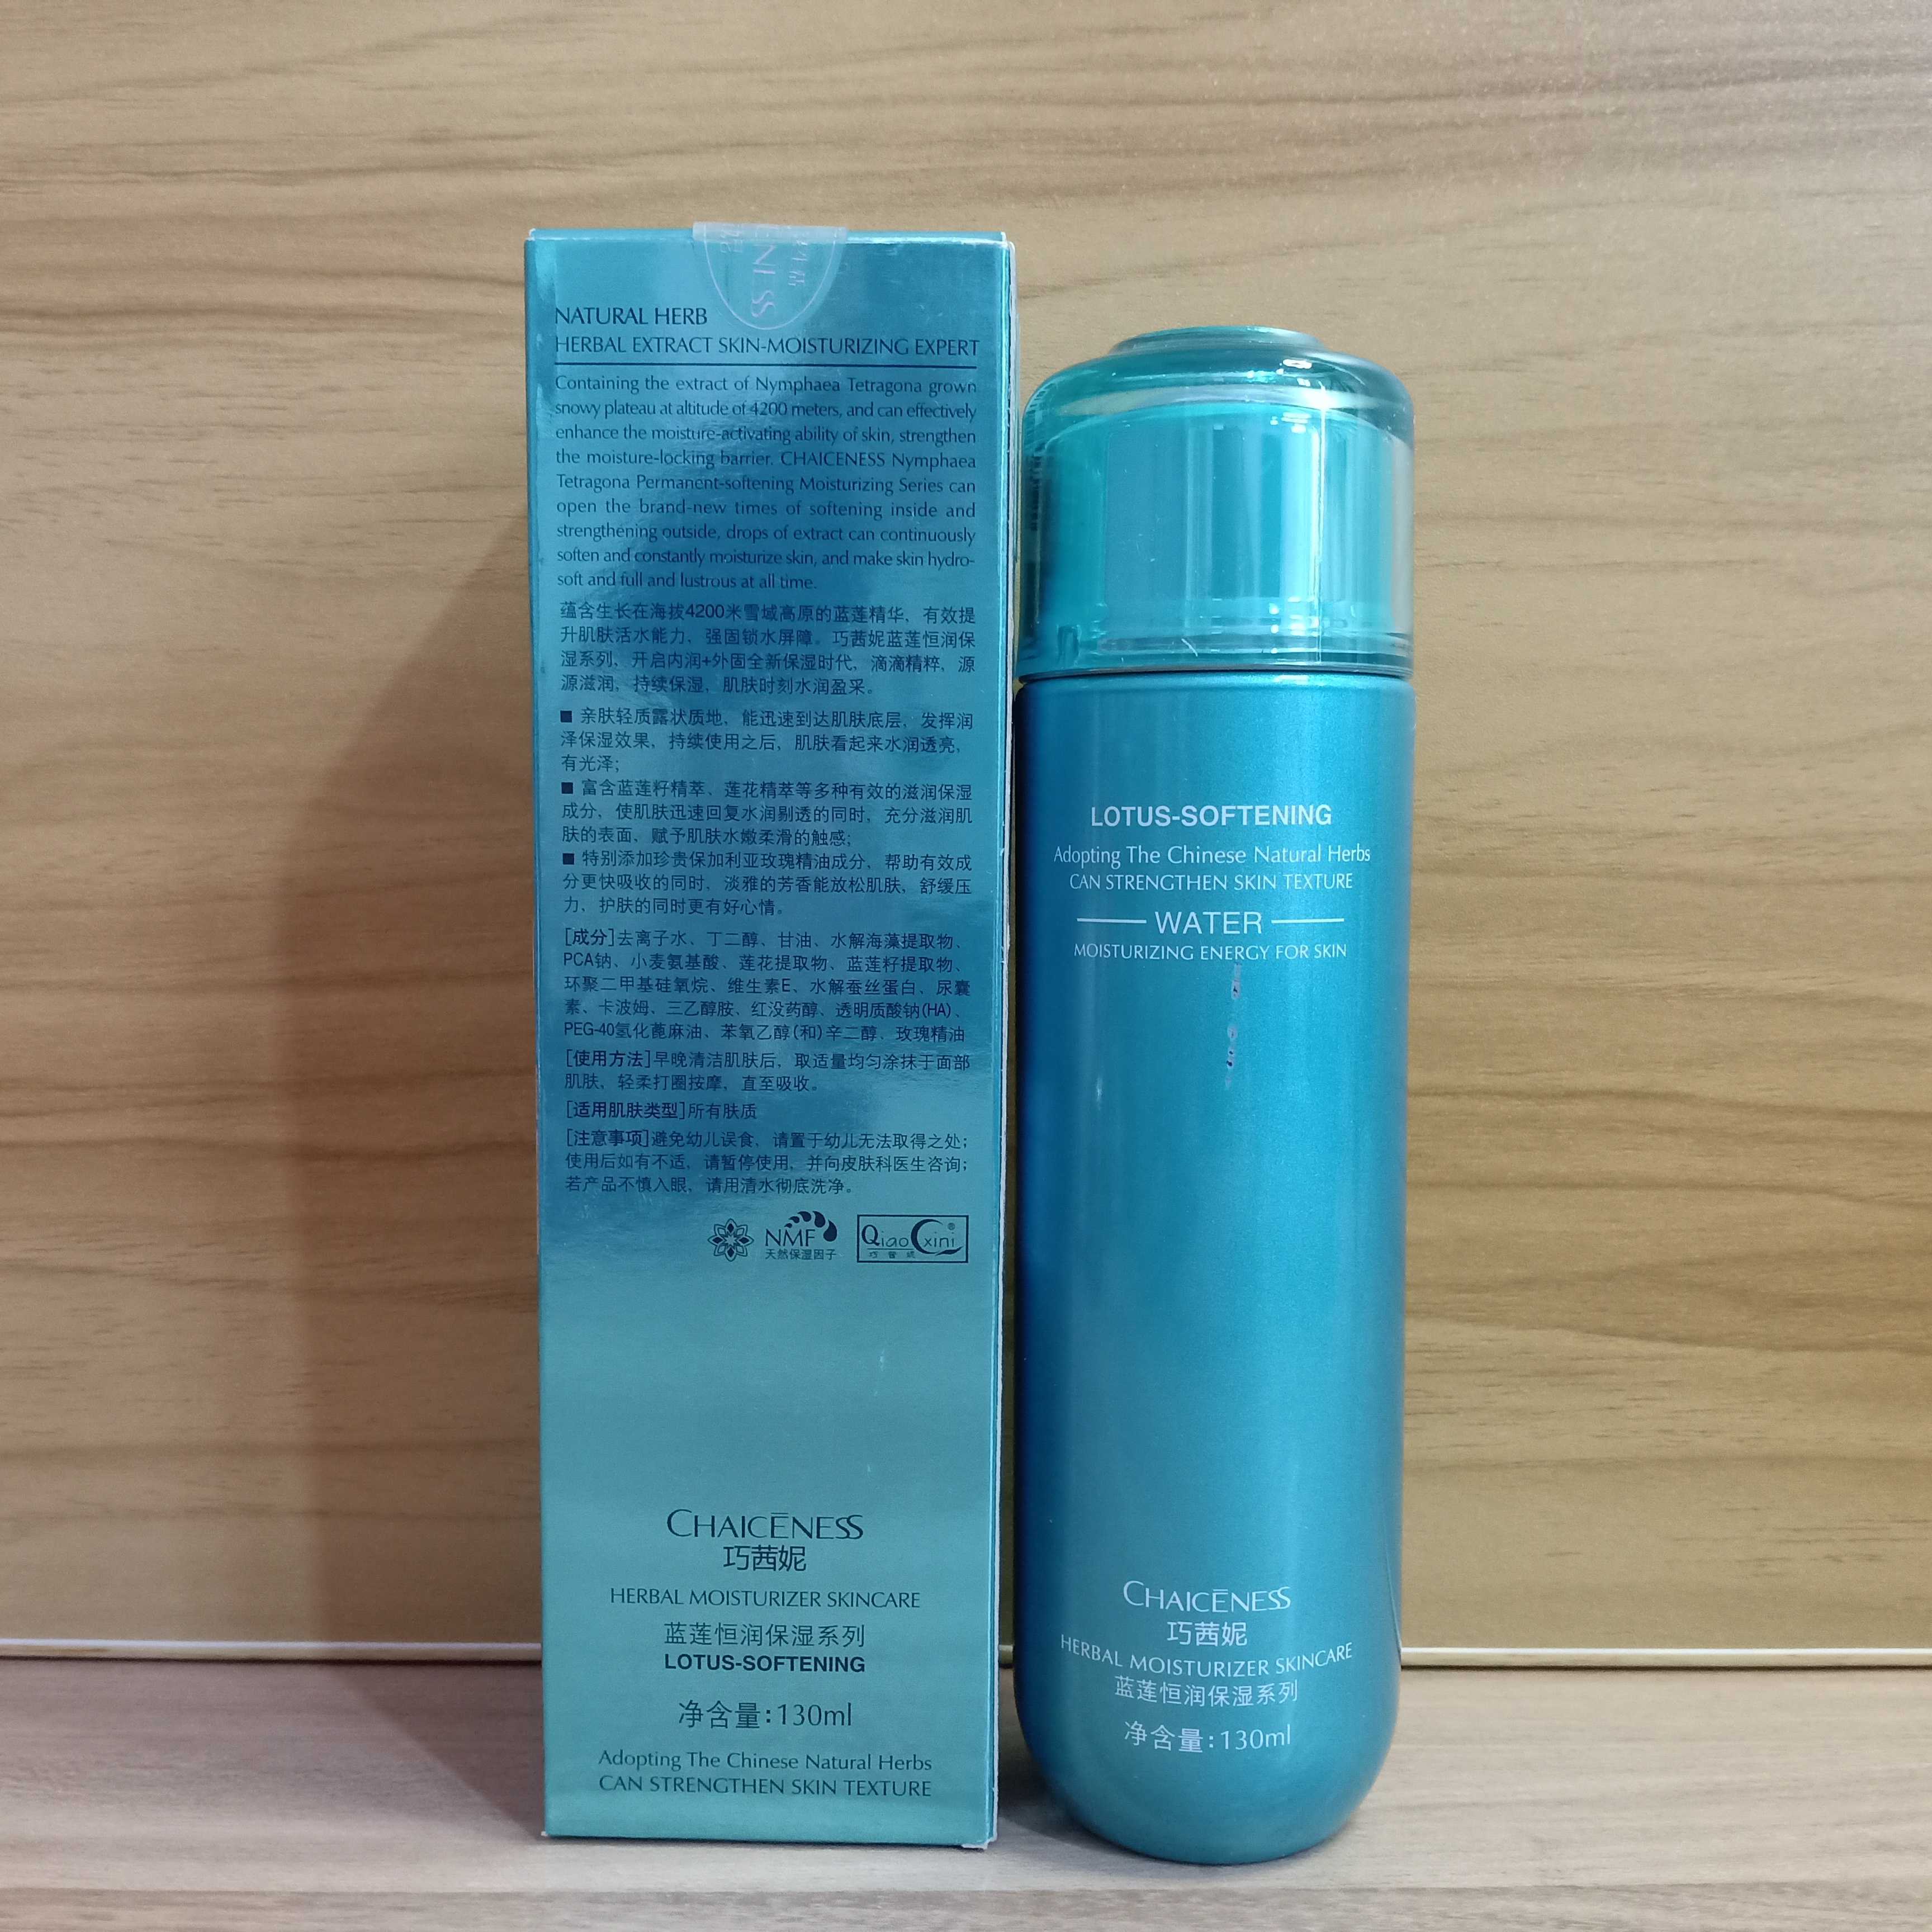 NATURAL HERB
HERBAL EXTRACT SKIN-MOISTURIZING EXPERT
Containing the extract of Nymphaea Tetragona grown
snowy plateau at altitude of 4200 meters, and can effectively
enhance the moisture-activating ability of skin, strengthen
the moisture-locking barrier. CHAICENESS Nymphaea
Tetragona Permanent-softening Moisturizing Series can
open the brand-new times of softening inside and
strengthening outside, drops of extract can continuously
soften and constantly moisturize skin, and make skin hydro-
soft and full and lustrous at all time.
蕴含生长在海拔4200米雪域高原的蓝莲精华，有效提
升肌肤活水能力、强固锁水屏障。巧茜妮蓝莲恒润保
湿系列，开启内润+外固全新保湿时代，滴滴精粹，源
源滋润，持续保湿，肌肤时刻水润盈采。
■ 亲肤轻质露状质地，能迅速到达肌肤底层，发挥润
泽保湿效果，持续使用之后，肌肤看起来水润透亮，
有光泽；
■ 富含蓝莲籽精萃、莲花精萃等多种有效的滋润保湿
成分，使肌肤迅速回复水润剔透的同时，充分滋润肌
肤的表面，赋予肌肤水嫩柔滑的触感；
■ 特别添加珍贵保加利亚玫瑰精油成分，帮助有效成
分更快吸收的同时，淡雅的芳香能放松肌肤，舒缓压
力，护肤的同时更有好心情。
[成分]去离子水、丁二醇、甘油、水解海藻提取物、
PCA钠、小麦氨基酸、莲花提取物、蓝莲籽提取物、
环聚二甲基硅氧烷、维生素E、水解蚕丝蛋白、尿囊
素、卡波姆、三乙醇胺、红没药醇、透明质酸钠(HA)、
PEG-40氢化蓖麻油、苯氧乙醇(和)辛二醇、玫瑰精油
[使用方法]早晚清洁肌肤后，取适量均匀涂抹于面部
肌肤，轻柔打圈按摩，直至吸收。
[适用肌肤类型]所有肤质
[注意事项]避免幼儿误食，请置于幼儿无法取得之处；
使用后如有不适，请暂停使用，并向皮肤科医生咨询；
若产品不慎入眼，请用清水彻底洗净。
NMF
天然保湿因子
QiaoCxini®
CHAICĒNESS
巧茜妮
HERBAL MOISTURIZER SKINCARE
蓝莲恒润保湿系列
LOTUS-SOFTENING
净含量:130ml
Adopting The Chinese Natural Herbs
CAN STRENGTHEN SKIN TEXTURE
LOTUS-SOFTENING
Adopting The Chinese Natural Herbs
CAN STRENGTHEN SKIN TEXTURE
WATER
MOISTURIZING ENERGY FOR SKIN
CHAICĒNESS
巧茜妮
HERBAL MOISTURIZER SKINCARE
蓝莲恒润保湿系列
净含量:130ml